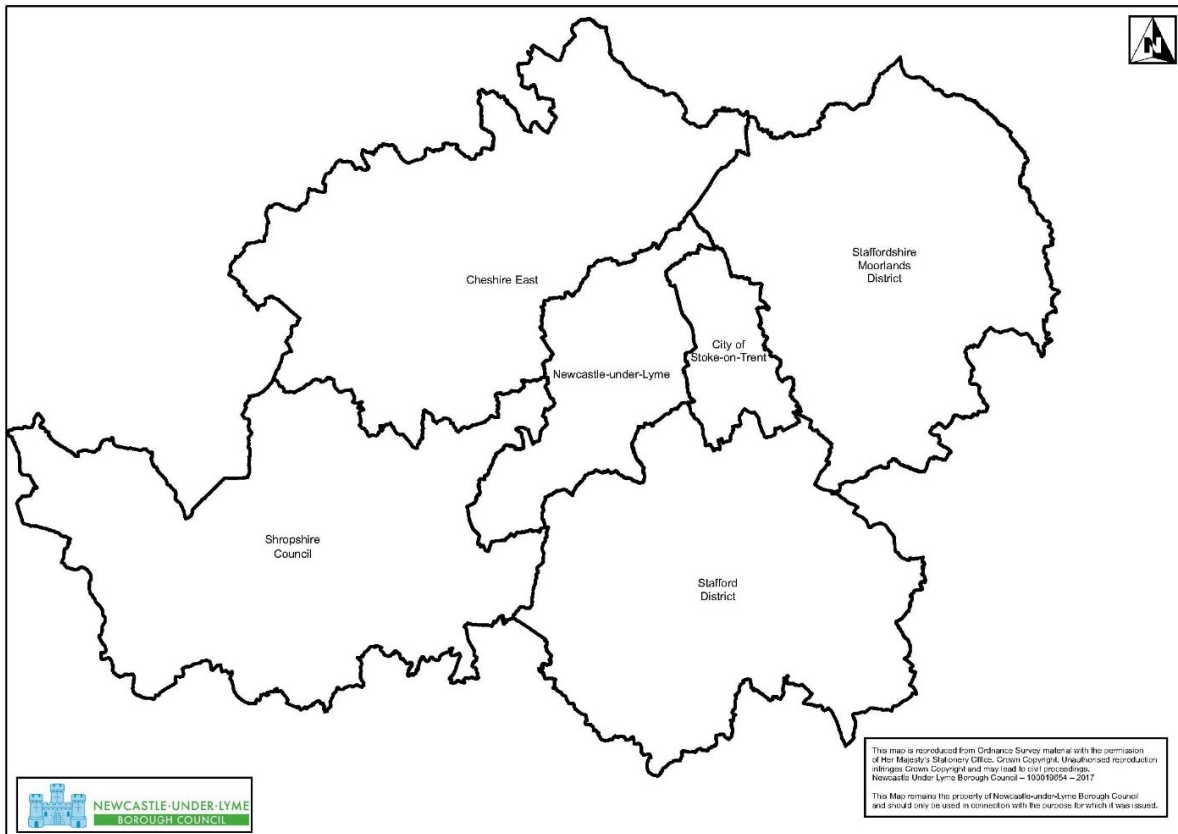 N
Staffordshire
Moorlands
District
Cheshire East
City of
Stoke-on-Trent
Newcastle-under-Lyme
Shropshire
Council
Stafford
District
This map is reproduced from Ordnance Survey material with the permission
of Her Majesty's Stationery Office. Crown Copyright. Unauthorised reproduction
infringes Crown Copyright and may lead to civil proceedings.
Newcastle Under Lyme Borough Council – 100019654 – 2017
This Map remains the property of Newcastle-under-Lyme Borough Council
and should only be used in connection with the purpose for which it was issued.
NEWCASTLE·UNDER·LYME
BOROUGH COUNCIL